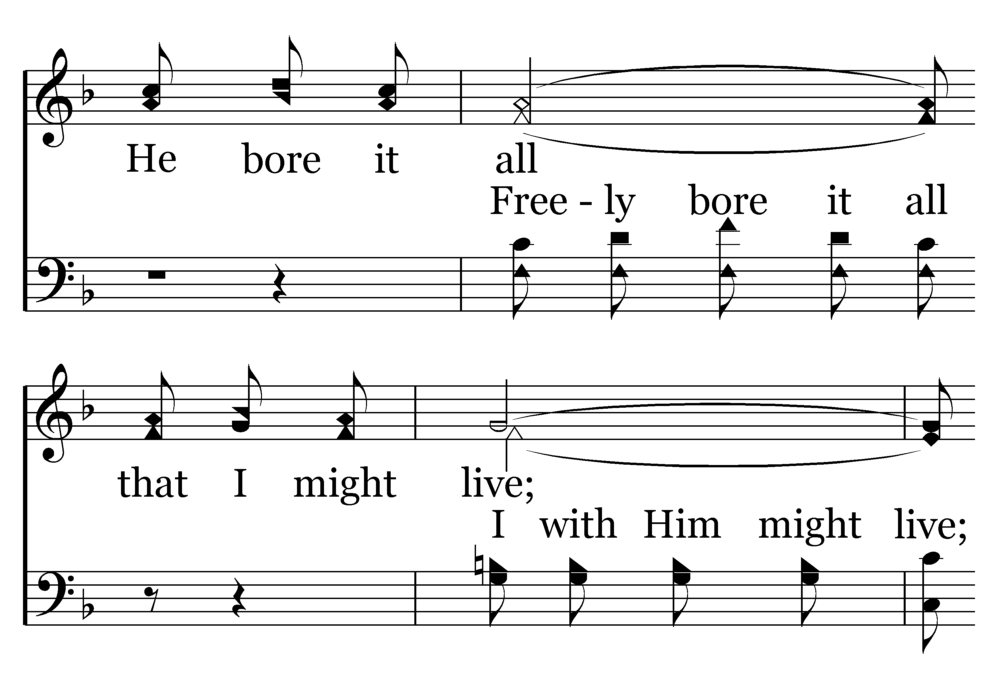 He bore it all
Free - ly bore it all
that I might live;
I with Him might live;